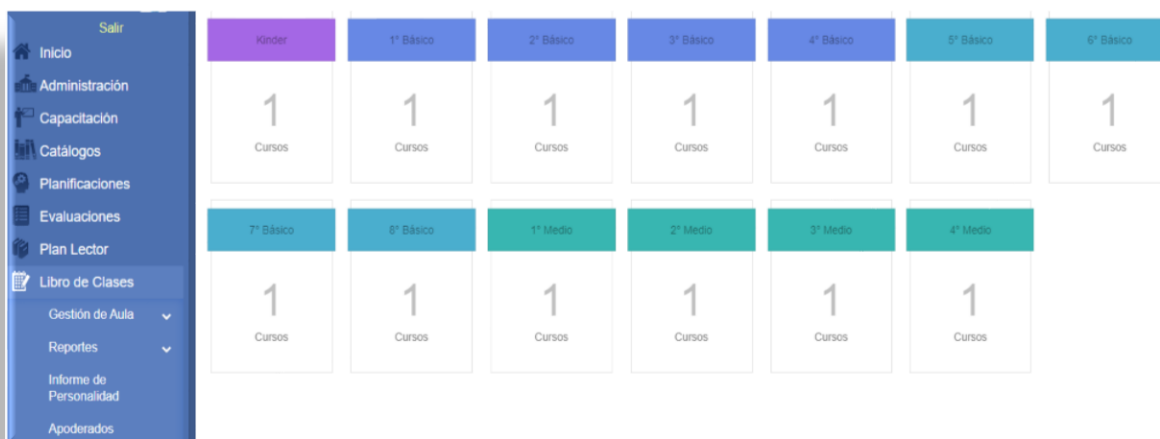 Salir
Inicio
Administración
Capacitación
Catálogos
Planificaciones
Evaluaciones
Plan Lector
Libro de Clases
Gestión de Aula
Reportes
Informe de
Personalidad
Apoderados
Kinder 1° Básico 2° Básico 3° Básico 4° Básico 5° Básico 6° Básico
1 1 1 1 1 1 1
Cursos Cursos Cursos Cursos Cursos Cursos Cursos
7° Básico 8° Básico 1° Medio 2° Medio 3° Medio 4° Medio
1 1 1 1 1 1
Cursos Cursos Cursos Cursos Cursos Cursos